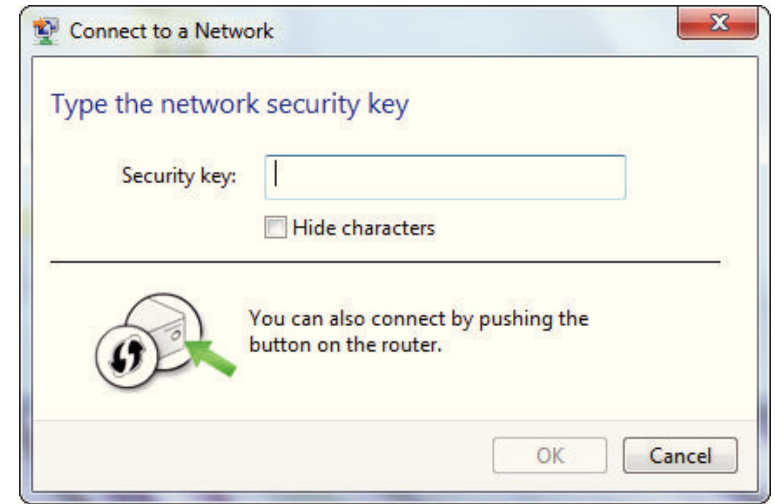 Connect to a Network
Type the network security key
Security key:
Hide characters
You can also connect by pushing the
button on the router.
OK
Cancel